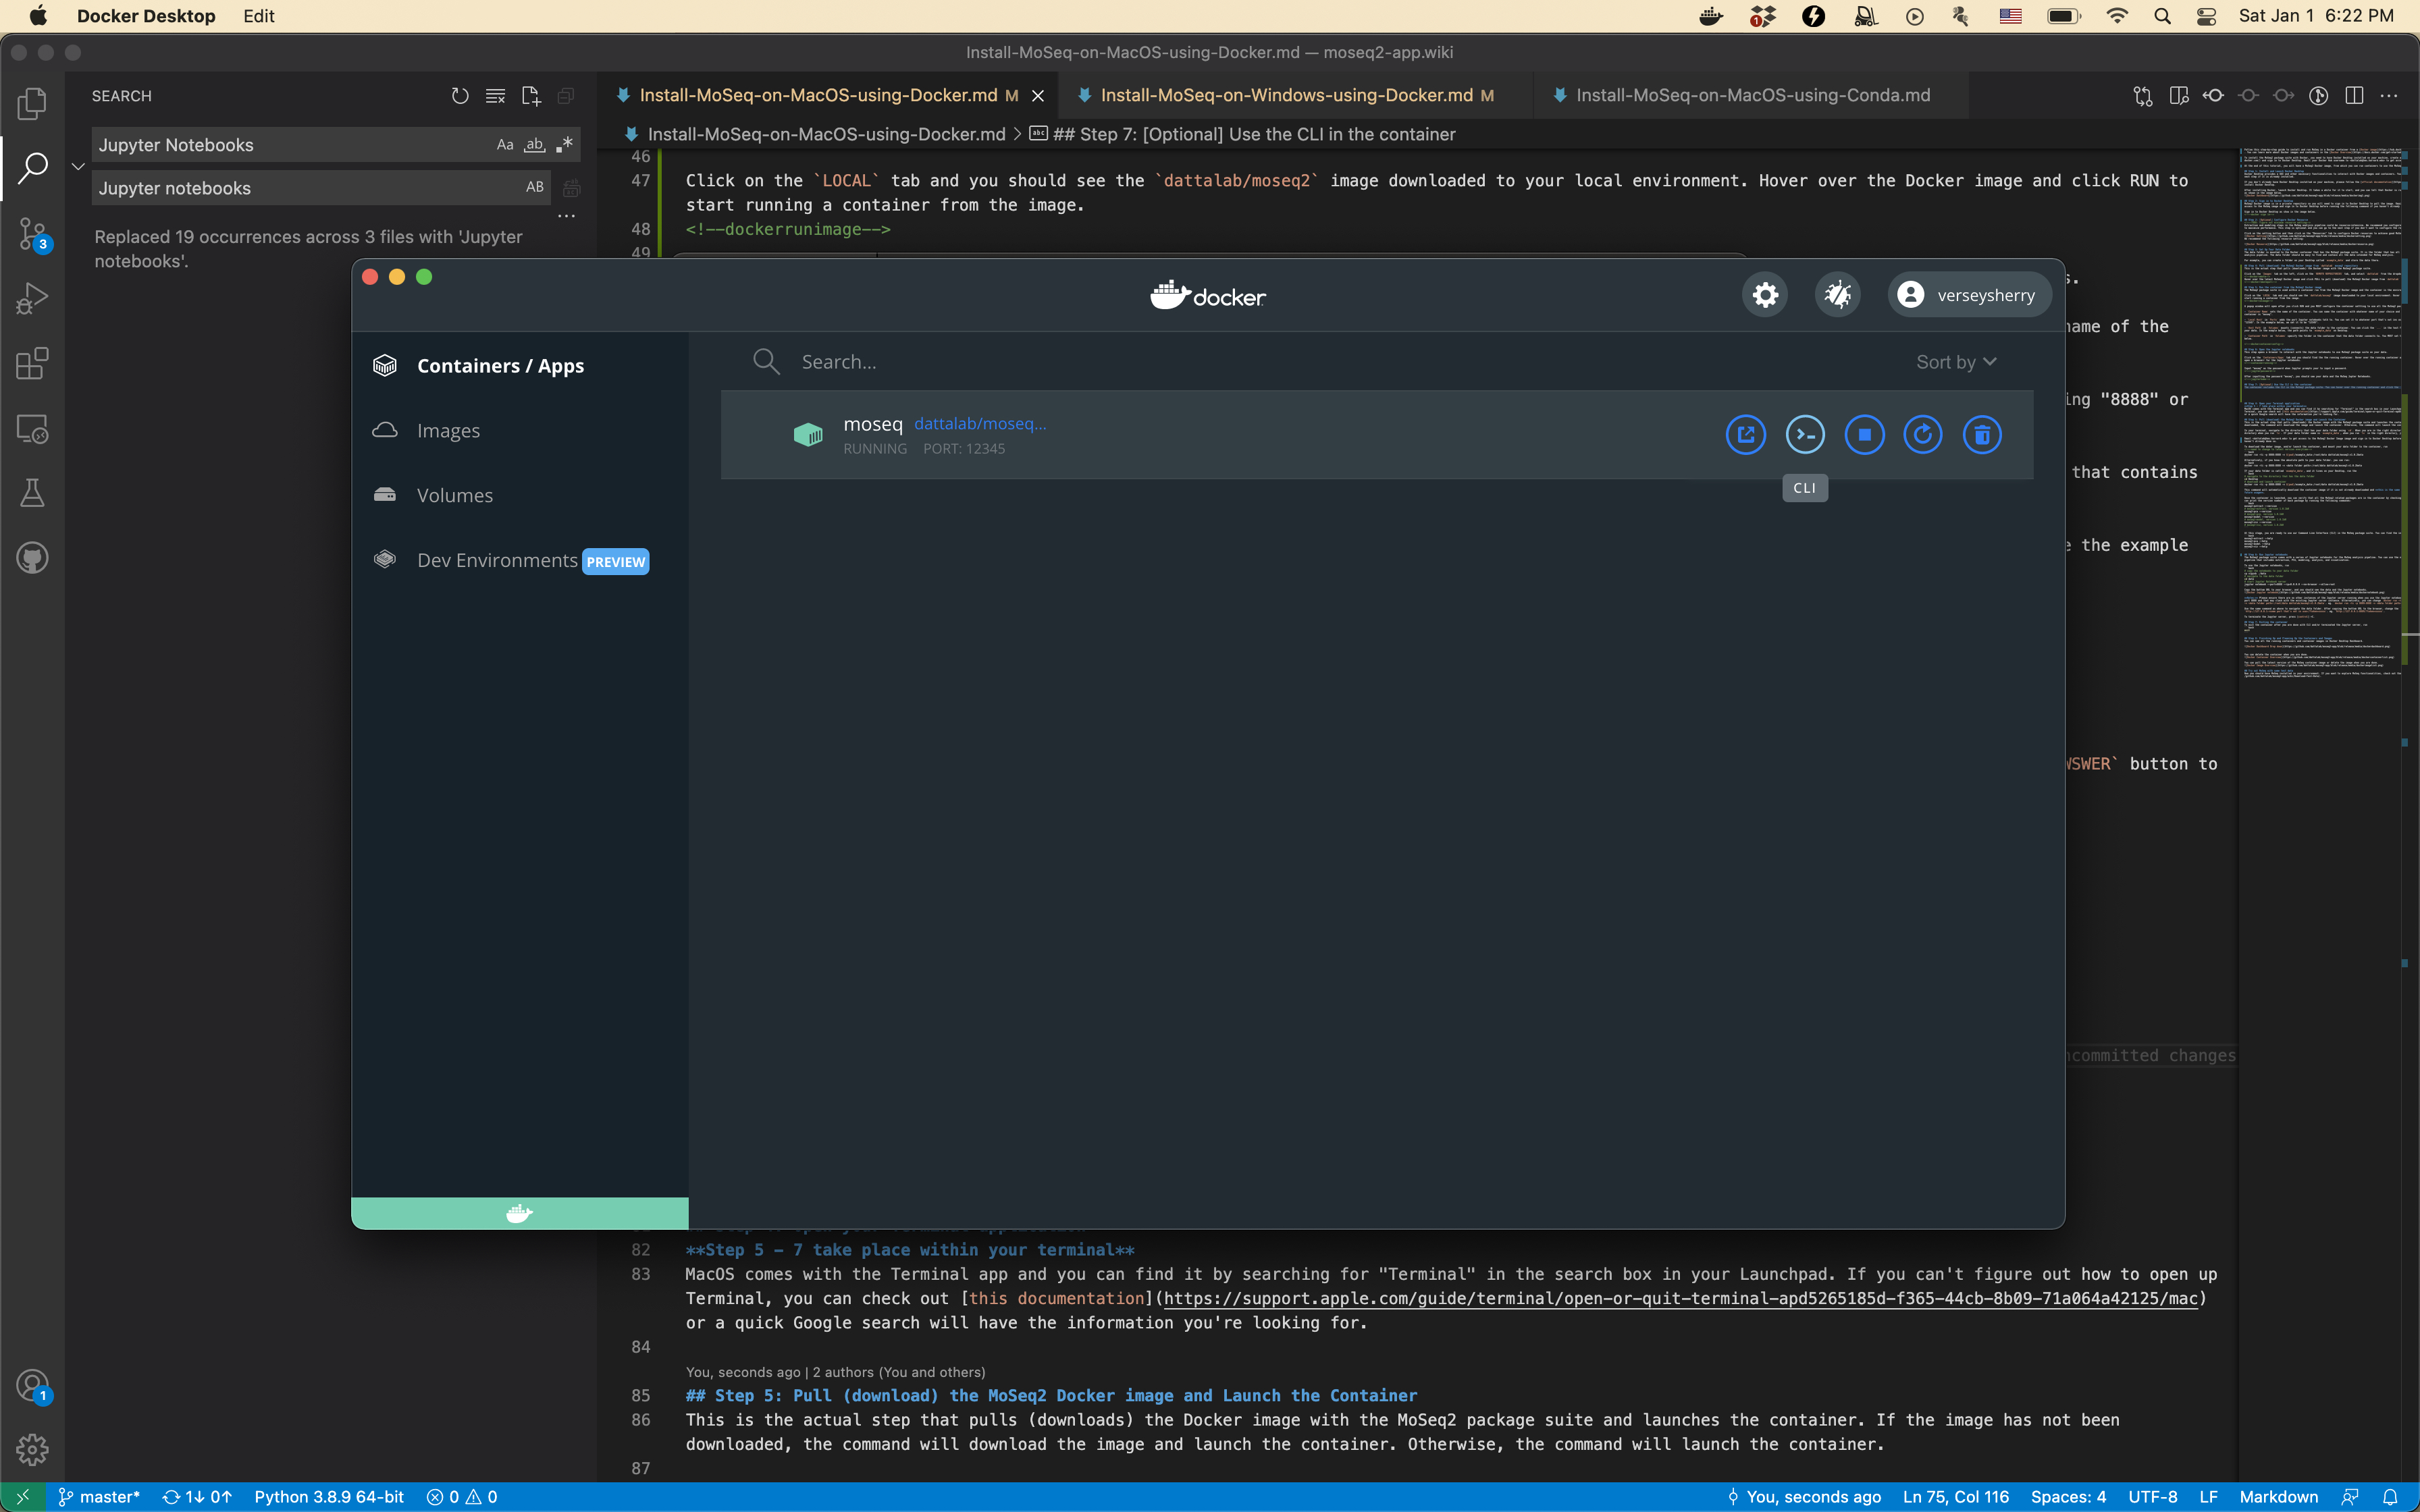 Docker Desktop Edit
1
Sat Jan 1 6:22 PM
Install-MoSeq-on-MacOS-using-Docker.md — moseq2-app.wiki
SEARCH
Install-MoSeq-on-MacOS-using-Docker.md M
Install-MoSeq-on-Windows-using-Docker.md M
Install-MoSeq-on-MacOS-using-Conda.md
Jupyter Notebooks Aa ab
Jupyter notebooks AB
Replaced 19 occurrences across 3 files with 'Jupyter
notebooks'.
3
1
Install-MoSeq-on-MacOS-using-Docker.md > abc ## Step 7: [Optional] Use the CLI in the container
46
47 Click on the `LOCAL` tab and you should see the `dattalab/moseq2` image downloaded to your local environment. Hover over the Docker image and click RUN to
start running a container from the image.
48 <!--dockerrunimage-->
49
docker
verseysherry
Containers / Apps
Images
Volumes
Dev Environments PREVIEW
Search...
Sort by
moseq dattalab/moseq...
RUNNING PORT: 12345
CLI
s.
name of the
ing "8888" or
that contains
e the example
WSWER` button to
ncommitted changes
82 **Step 5 - 7 take place within your terminal**
83 MacOS comes with the Terminal app and you can find it by searching for "Terminal" in the search box in your Launchpad. If you can't figure out how to open up
Terminal, you can check out [this documentation](https://support.apple.com/guide/terminal/open-or-quit-terminal-apd5265185d-f365-44cb-8b09-71a064a42125/mac)
or a quick Google search will have the information you're looking for.
84
You, seconds ago | 2 authors (You and others)
85 ## Step 5: Pull (download) the MoSeq2 Docker image and Launch the Container
86 This is the actual step that pulls (downloads) the Docker image with the MoSeq2 package suite and launches the container. If the image has not been
downloaded, the command will download the image and launch the container. Otherwise, the command will launch the container.
87
master* 1↓ 0↑ Python 3.8.9 64-bit 0 0
You, seconds ago Ln 75, Col 116 Spaces: 4 UTF-8 LF Markdown